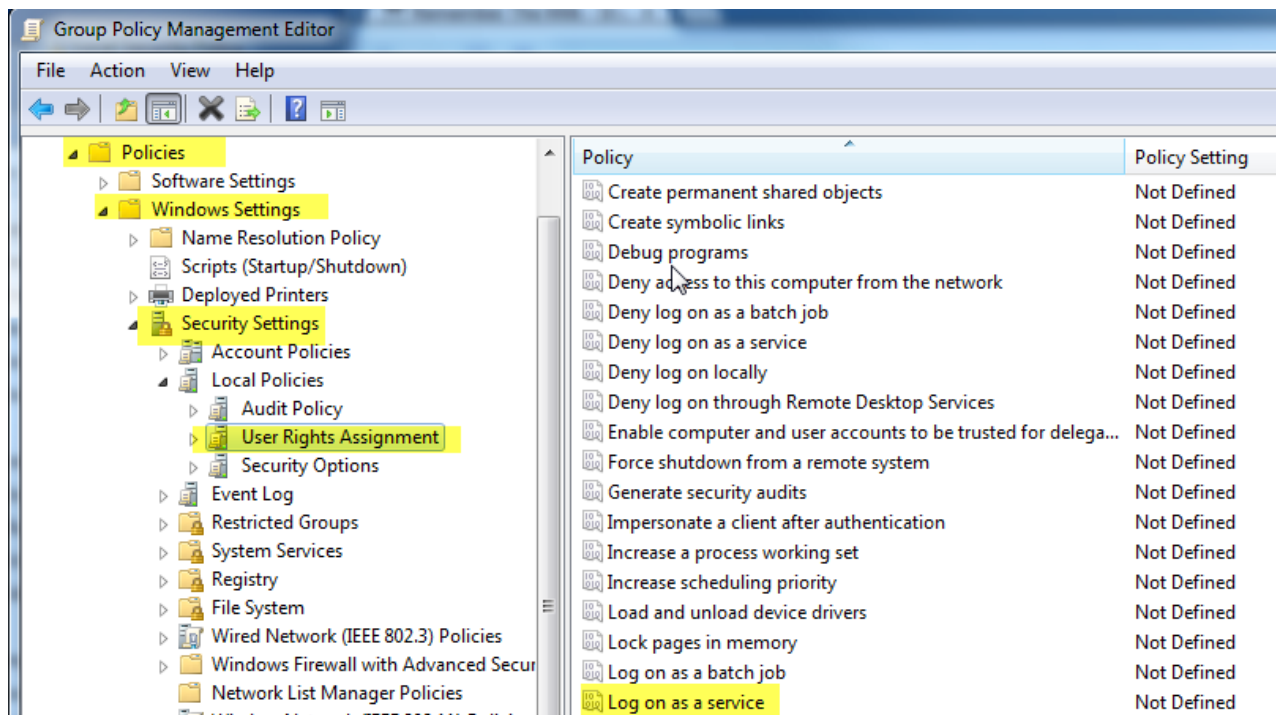 Group Policy Management Editor
File Action View Help
Policies
Software Settings
Windows Settings
Name Resolution Policy
Scripts (Startup/Shutdown)
Deployed Printers
Security Settings
Account Policies
Local Policies
Audit Policy
User Rights Assignment
Security Options
Event Log
Restricted Groups
System Services
Registry
File System
Wired Network (IEEE 802.3) Policies
Windows Firewall with Advanced Secur
Network List Manager Policies
Policy Policy Setting
Create permanent shared objects Not Defined
Create symbolic links Not Defined
Debug programs Not Defined
Deny access to this computer from the network Not Defined
Deny log on as a batch job Not Defined
Deny log on as a service Not Defined
Deny log on locally Not Defined
Deny log on through Remote Desktop Services Not Defined
Enable computer and user accounts to be trusted for delega... Not Defined
Force shutdown from a remote system Not Defined
Generate security audits Not Defined
Impersonate a client after authentication Not Defined
Increase a process working set Not Defined
Increase scheduling priority Not Defined
Load and unload device drivers Not Defined
Lock pages in memory Not Defined
Log on as a batch job Not Defined
Log on as a service Not Defined